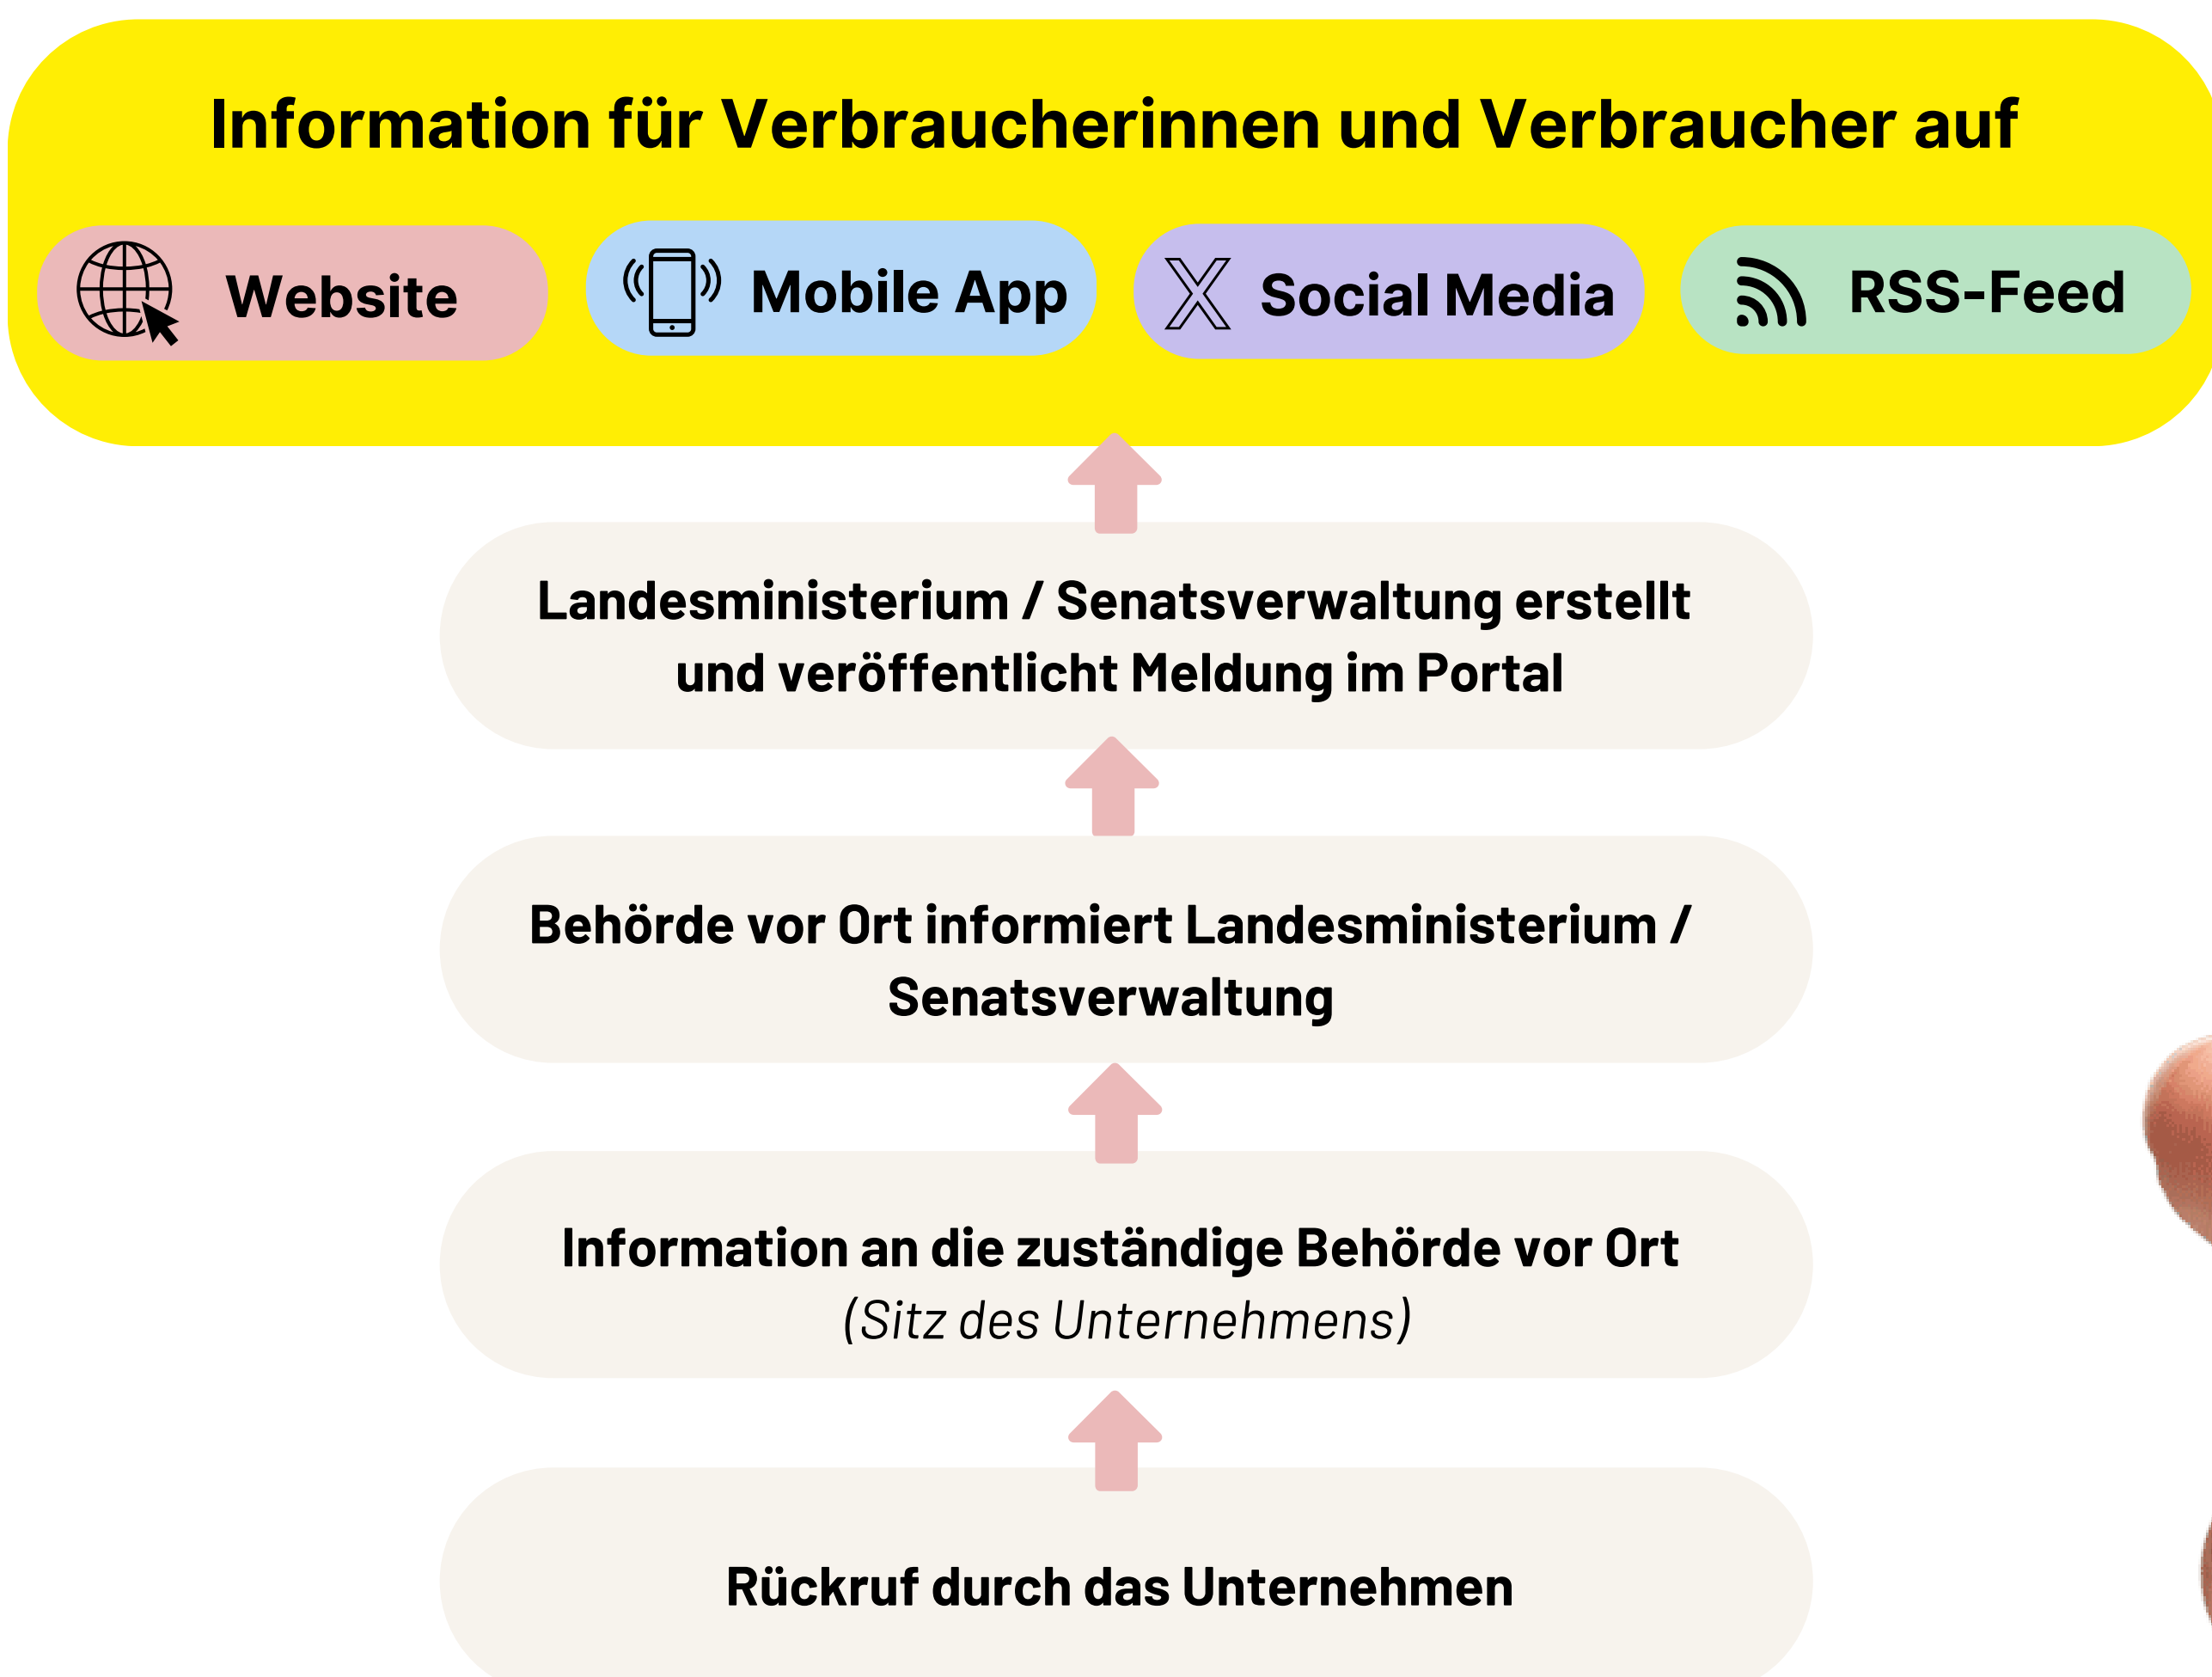 Information für Verbraucherinnen und Verbraucher auf
Website
Mobile App
Social Media
RSS-Feed
Landesministerium / Senatsverwaltung erstellt
und veröffentlicht Meldung im Portal
Behörde vor Ort informiert Landesministerium /
Senatsverwaltung
Information an die zuständige Behörde vor Ort
(Sitz des Unternehmens)
Rückruf durch das Unternehmen